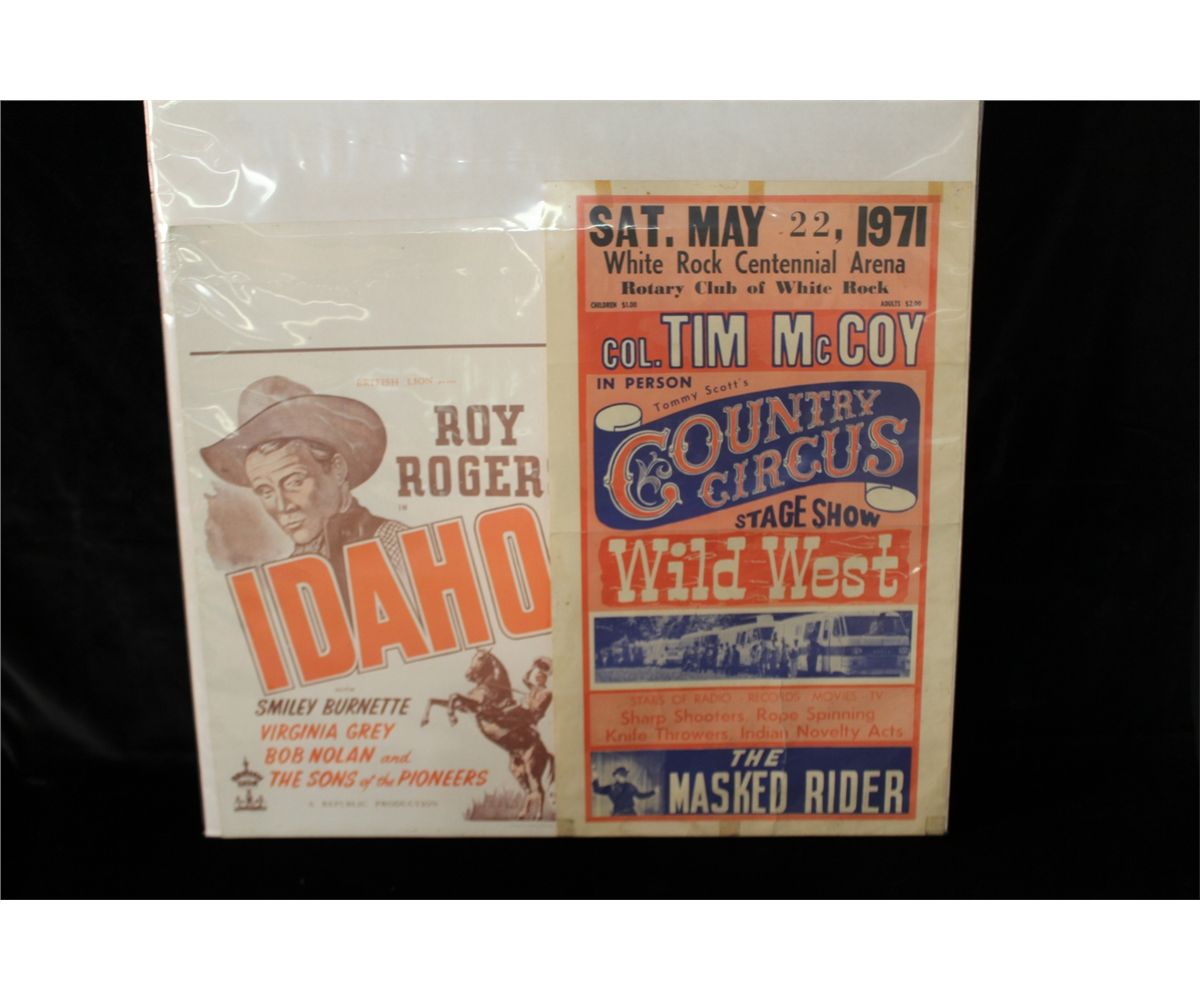 BRITISH LION
ROY
ROGERS
IN
IDAHO
WITH
SMILEY BURNETTE
VIRGINIA GREY
BOB NOLAN and
THE SONS of the PIONEERS
A REPUBLIC PRODUCTION
SAT. MAY 22, 1971
White Rock Centennial Arena
Rotary Club of White Rock
CHILDREN $1.00 ADULTS $2.00
COL. TIM McCOY
IN PERSON
Tommy Scott's
COUNTRY
CIRCUS
STAGE SHOW
Wild West
STARS OF RADIO - RECORDS - MOVIES - TV
Sharp Shooters, Rope Spinning
Knife Throwers, Indian Novelty Acts
THE
MASKED RIDER